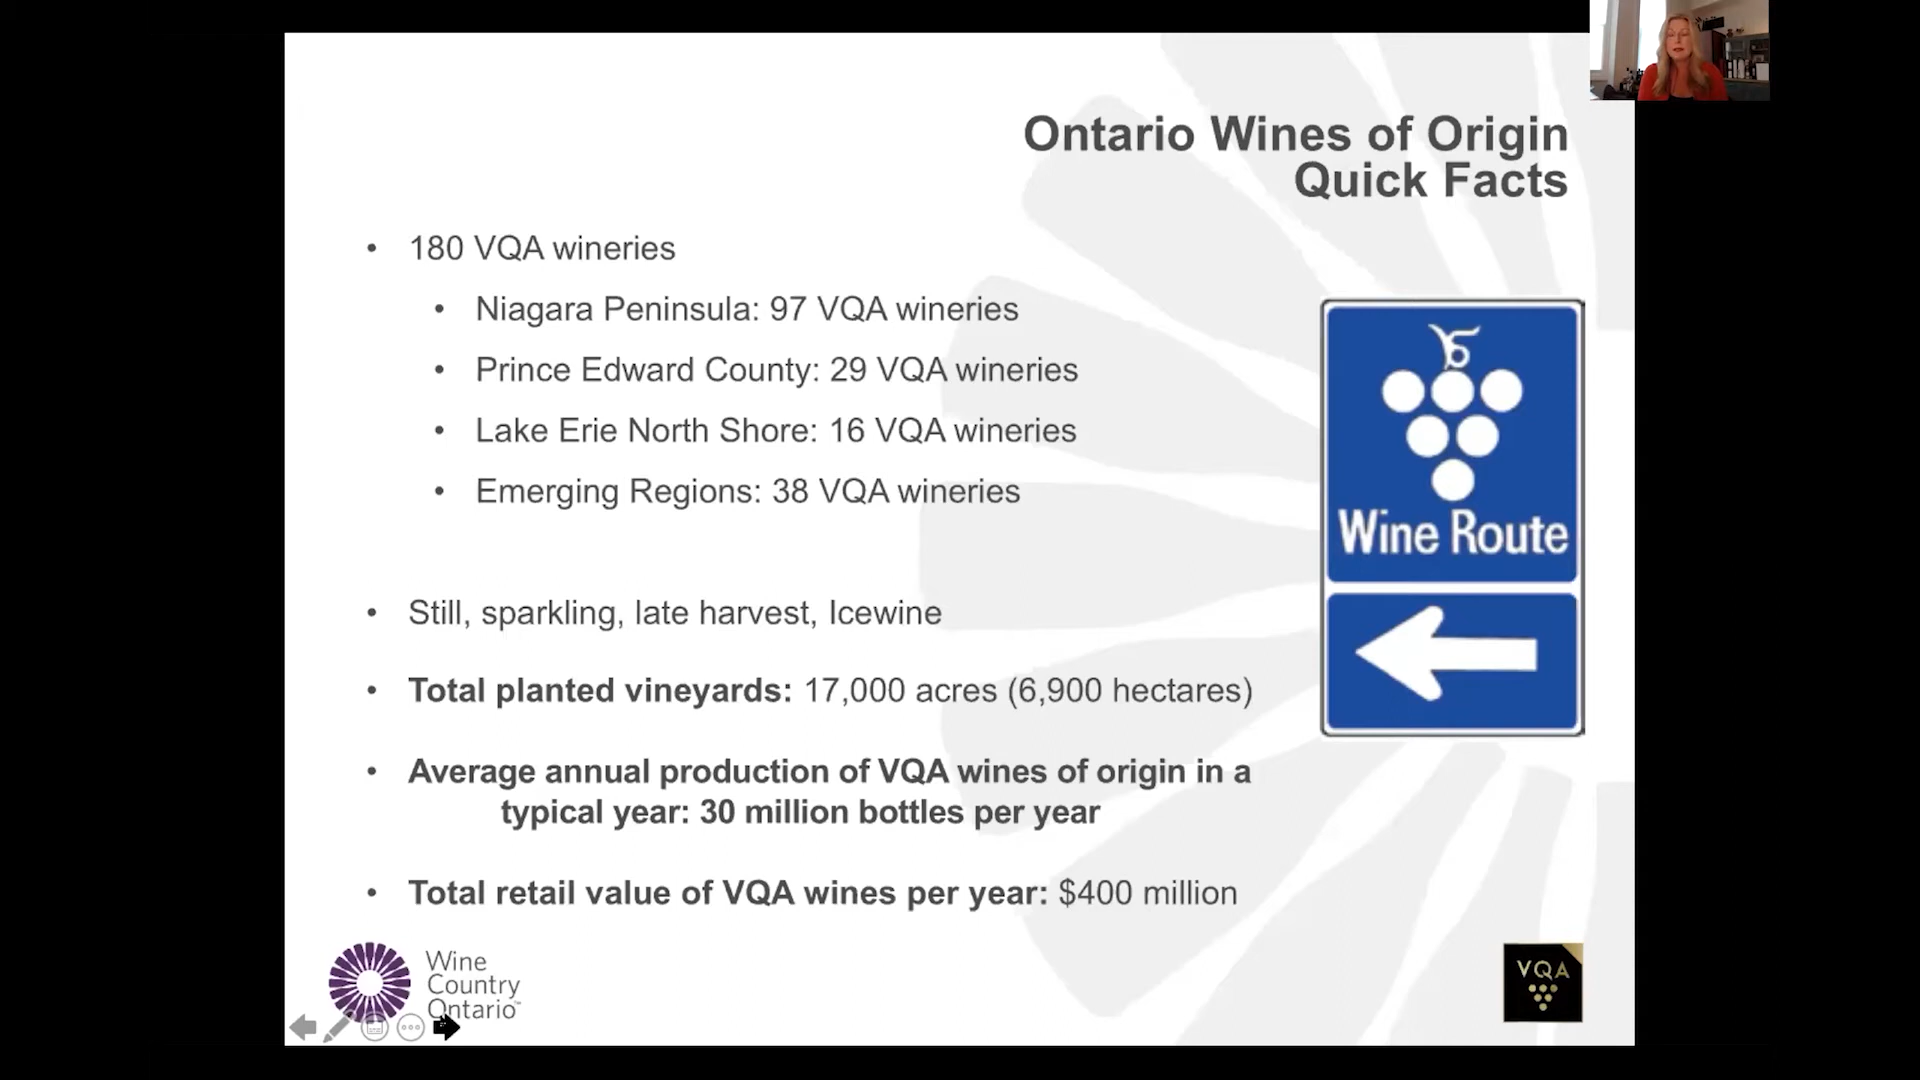 Ontario Wines of Origin
Quick Facts
• 180 VQA wineries
• Niagara Peninsula: 97 VQA wineries
• Prince Edward County: 29 VQA wineries
• Lake Erie North Shore: 16 VQA wineries
• Emerging Regions: 38 VQA wineries
Wine Route
• Still, sparkling, late harvest, Icewine
• Total planted vineyards: 17,000 acres (6,900 hectares)
• Average annual production of VQA wines of origin in a
typical year: 30 million bottles per year
• Total retail value of VQA wines per year: $400 million
Wine
Country
Ontario™
VQA